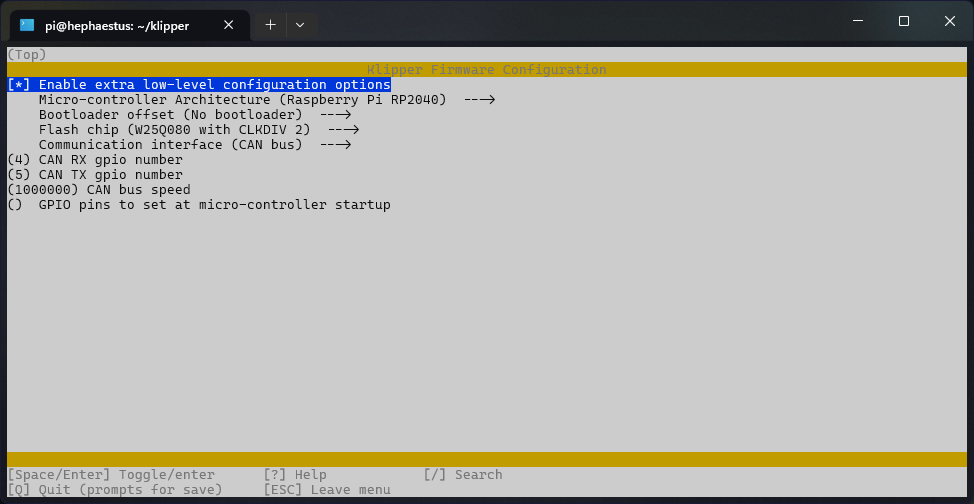 pi@hephaestus: ~/klipper
(Top)
Klipper Firmware Configuration
[*] Enable extra low-level configuration options
Micro-controller Architecture (Raspberry Pi RP2040)  --->
Bootloader offset (No bootloader)  --->
Flash chip (W25Q080 with CLKDIV 2)  --->
Communication interface (CAN bus)  --->
(4) CAN RX gpio number
(5) CAN TX gpio number
(1000000) CAN bus speed
()  GPIO pins to set at micro-controller startup
[Space/Enter] Toggle/enter      [?] Help            [/] Search
[Q] Quit (prompts for save)     [ESC] Leave menu